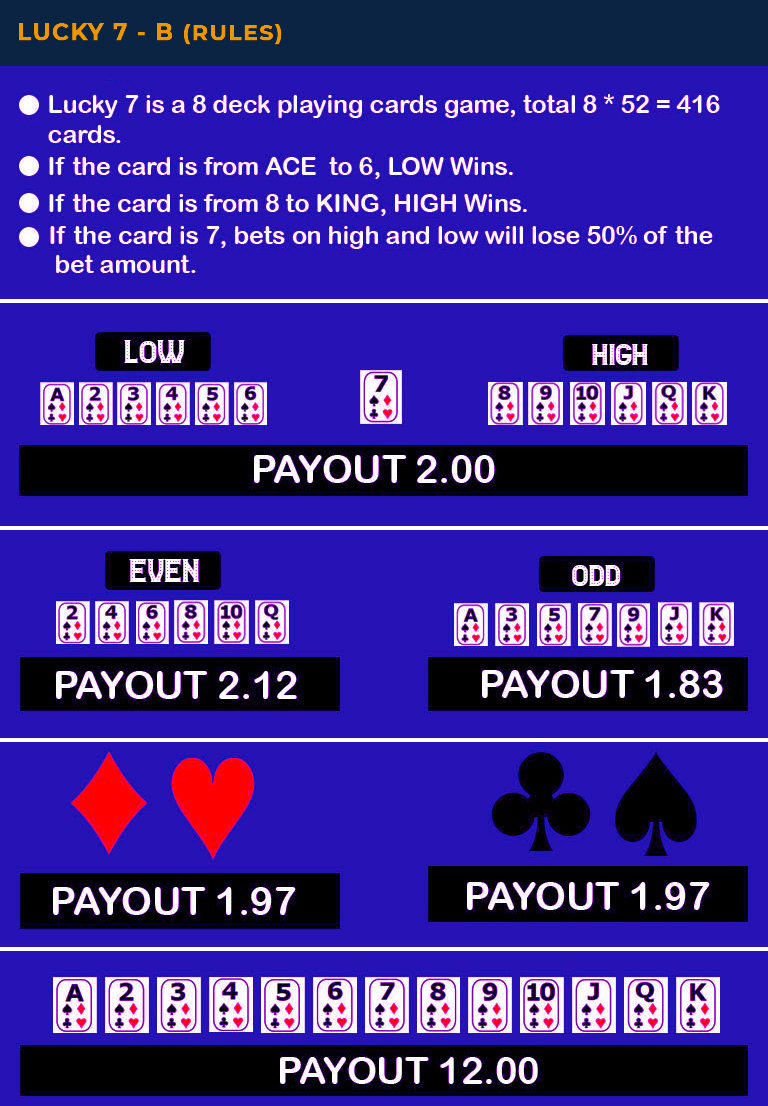 LUCKY 7 - B (RULES)
Lucky 7 is a 8 deck playing cards game, total 8 * 52 = 416
cards.
If the card is from ACE to 6, LOW Wins.
If the card is from 8 to KING, HIGH Wins.
If the card is 7, bets on high and low will lose 50% of the
bet amount.
LOW
HIGH
A 2 3 4 5 6
7
8 9 10 J Q K
PAYOUT 2.00
EVEN
ODD
2 4 6 8 10 Q
A 3 5 7 9 J K
PAYOUT 2.12
PAYOUT 1.83
PAYOUT 1.97
PAYOUT 1.97
A 2 3 4 5 6 7 8 9 10 J Q K
PAYOUT 12.00